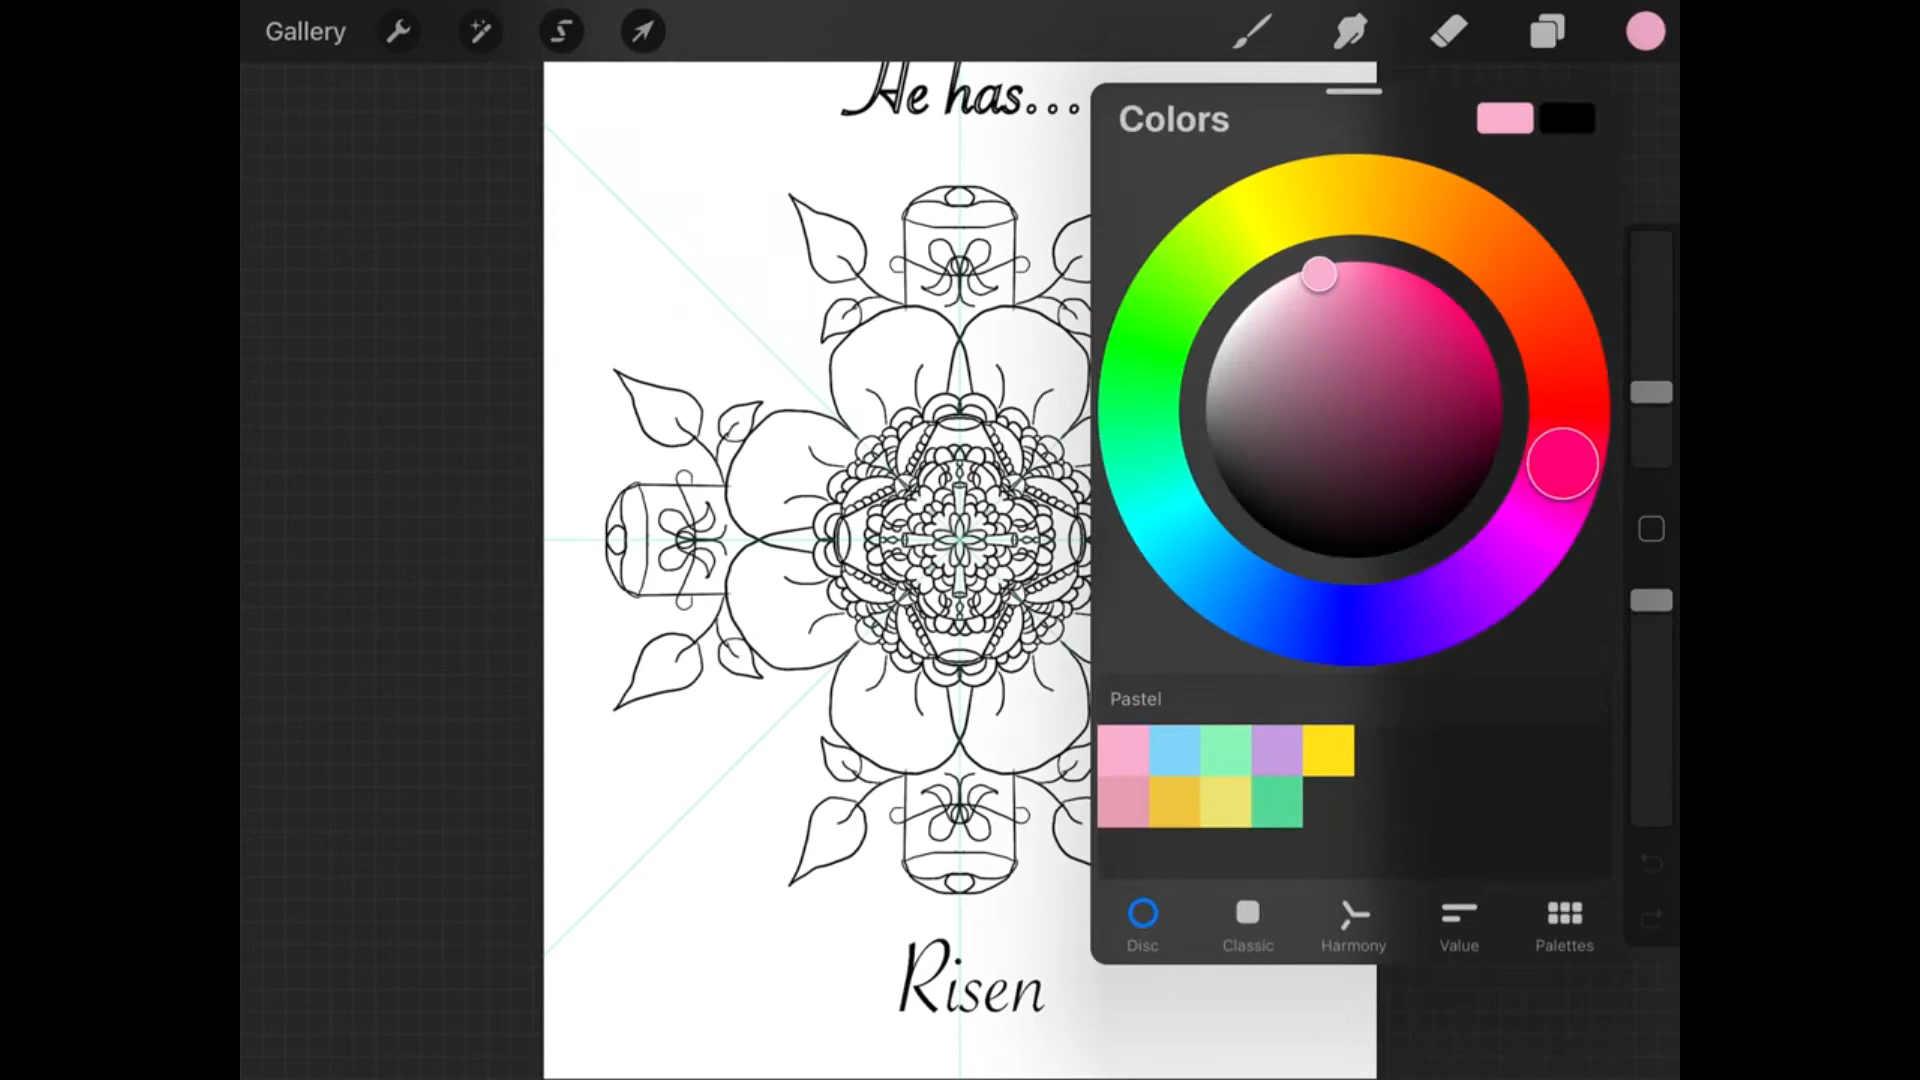 Gallery
He has...
Colors
Pastel
Disc
Classic
Harmony
Value
Palettes
Risen